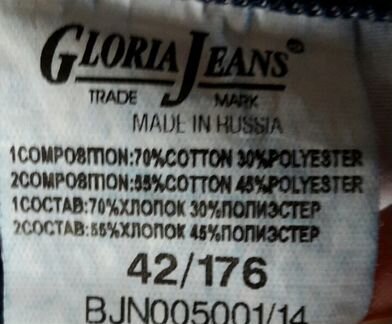 GLORIA JEANS®
TRADE MARK
MADE IN RUSSIA
1COMPOSITION:70%COTTON 30%POLYESTER
2COMPOSITION:55%COTTON 45%POLYESTER
1СОСТАВ:70%ХЛОПОК 30%ПОЛИЭСТЕР
2СОСТАВ:55%ХЛОПОК 45%ПОЛИЭСТЕР
42/176
BJN005001/14